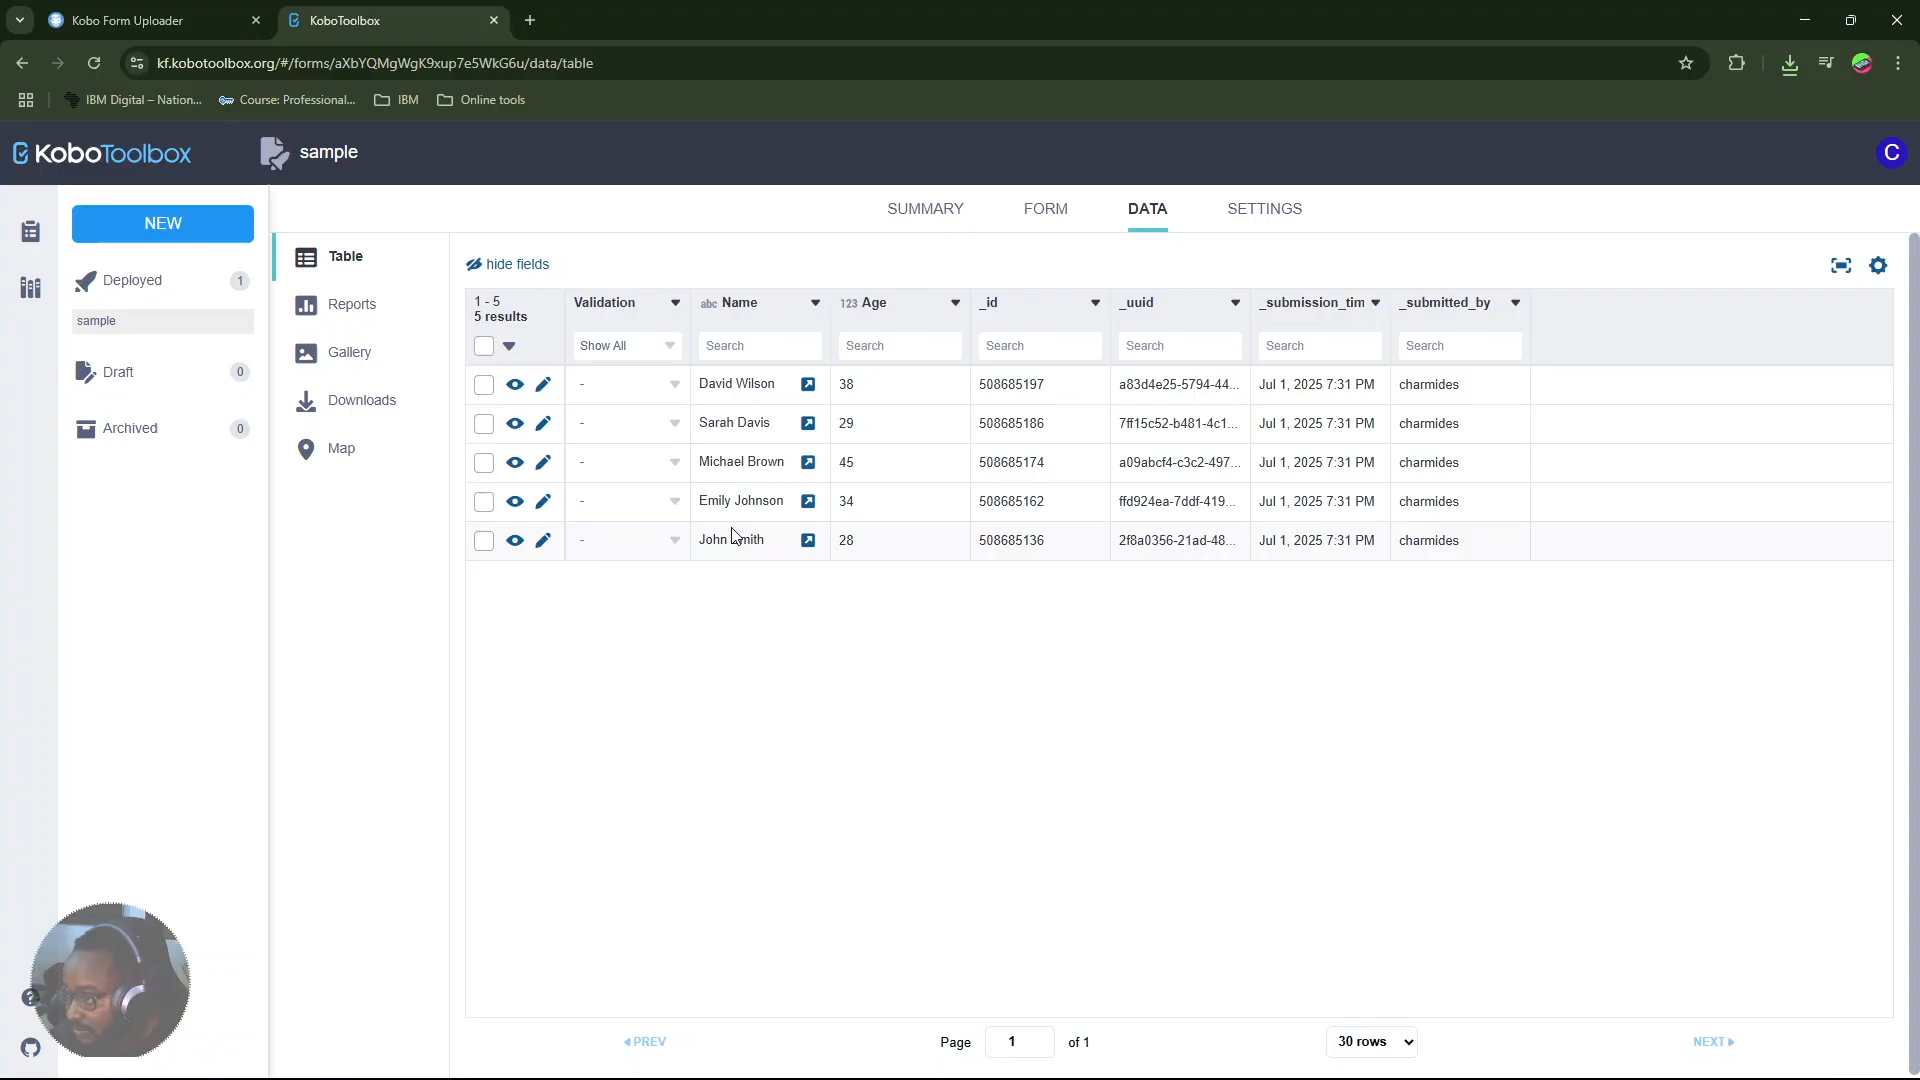 Kobo Form Uploader
KoboToolbox
kf.kobotoolbox.org/#/forms/aXbYQMgWgK9xup7e5WkG6u/data/table
IBM Digital – Nation...
Course: Professional...
IBM
Online tools
KoboToolbox
sample
C
NEW
Deployed 1
sample
Draft 0
Archived 0
SUMMARY FORM DATA SETTINGS
Table
Reports
Gallery
Downloads
Map
hide fields
1 - 5
5 results
Validation abc Name 123 Age _id _uuid _submission_tim _submitted_by
Show All Search Search Search Search Search Search
- David Wilson 38 508685197 a83d4e25-5794-44... Jul 1, 2025 7:31 PM charmides
- Sarah Davis 29 508685186 7ff15c52-b481-4c1... Jul 1, 2025 7:31 PM charmides
- Michael Brown 45 508685174 a09abcf4-c3c2-497... Jul 1, 2025 7:31 PM charmides
- Emily Johnson 34 508685162 ffd924ea-7ddf-419... Jul 1, 2025 7:31 PM charmides
- John Smith 28 508685136 2f8a0356-21ad-48... Jul 1, 2025 7:31 PM charmides
PREV Page 1 of 1 30 rows NEXT